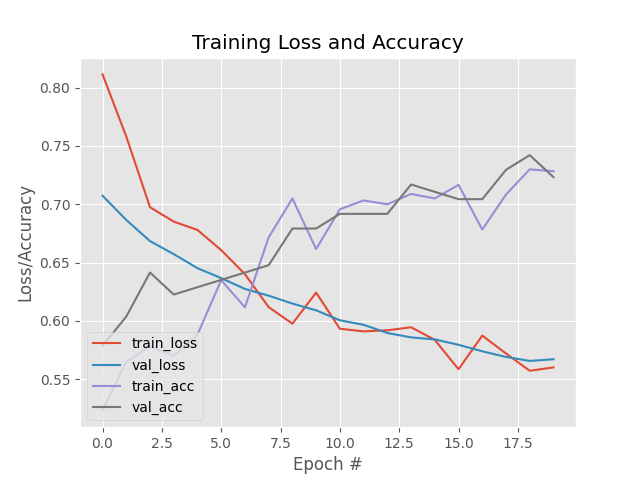 Training Loss and Accuracy
Loss/Accuracy
0.80
0.75
0.70
0.65
0.60
0.55
train_loss
val_loss
train_acc
val_acc
0.0 2.5 5.0 7.5 10.0 12.5 15.0 17.5
Epoch #